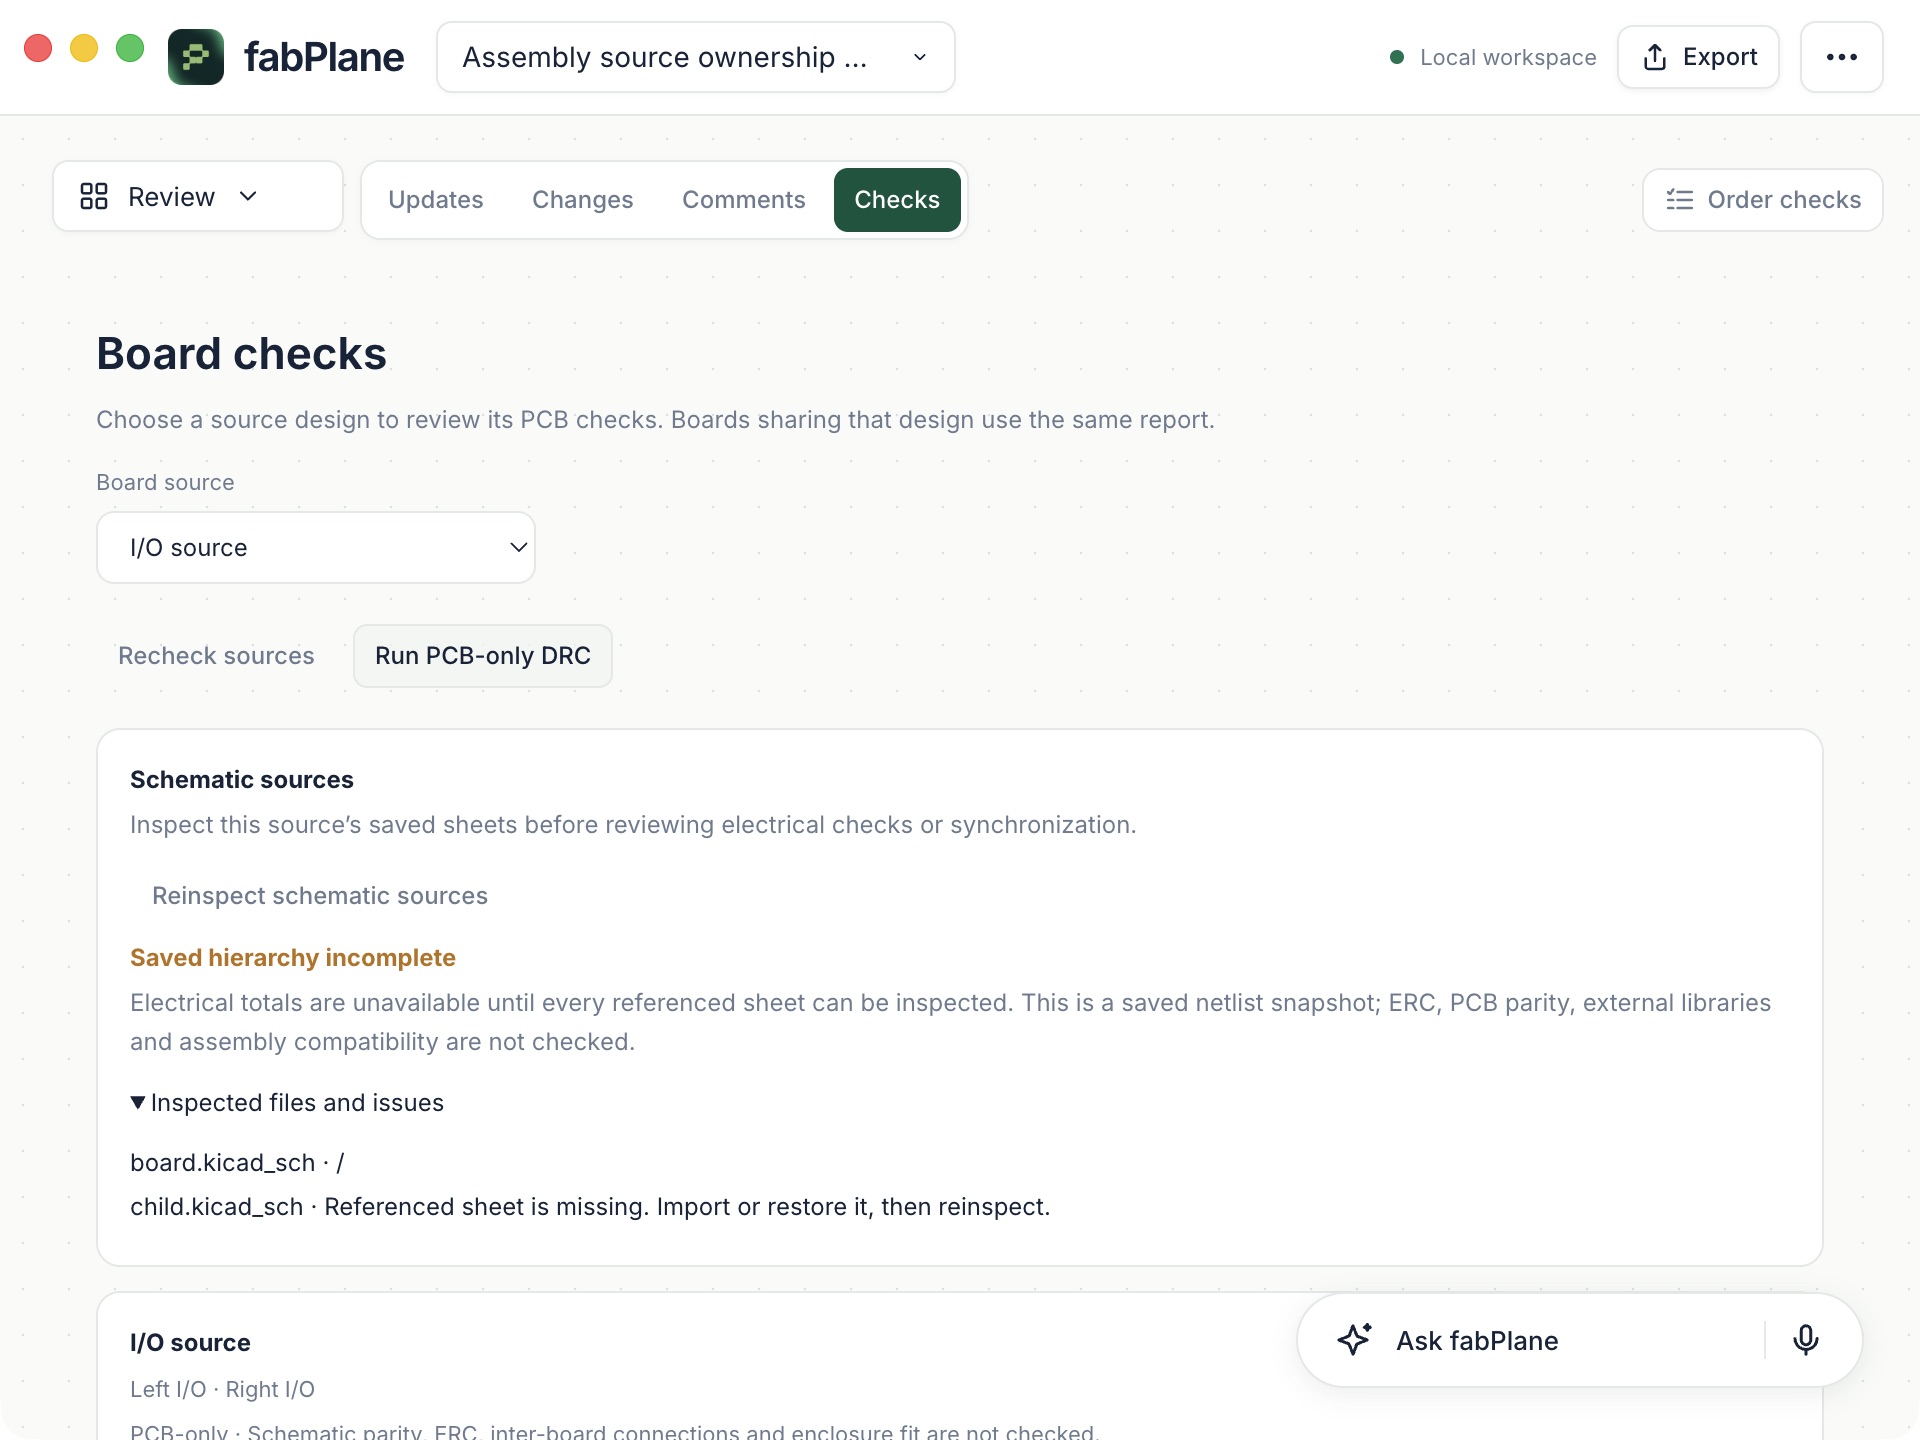 fabPlane
Assembly source ownership ...
Local workspace
Export
Review
Updates
Changes
Comments
Checks
Order checks
Board checks
Choose a source design to review its PCB checks. Boards sharing that design use the same report.
Board source
I/O source
Recheck sources
Run PCB-only DRC
Schematic sources
Inspect this source’s saved sheets before reviewing electrical checks or synchronization.
Reinspect schematic sources
Saved hierarchy incomplete
Electrical totals are unavailable until every referenced sheet can be inspected. This is a saved netlist snapshot; ERC, PCB parity, external libraries
and assembly compatibility are not checked.
Inspected files and issues
board.kicad_sch · /
child.kicad_sch · Referenced sheet is missing. Import or restore it, then reinspect.
I/O source
Left I/O · Right I/O
PCB-only · Schematic parity, ERC, inter-board connections and enclosure fit are not checked.
Ask fabPlane